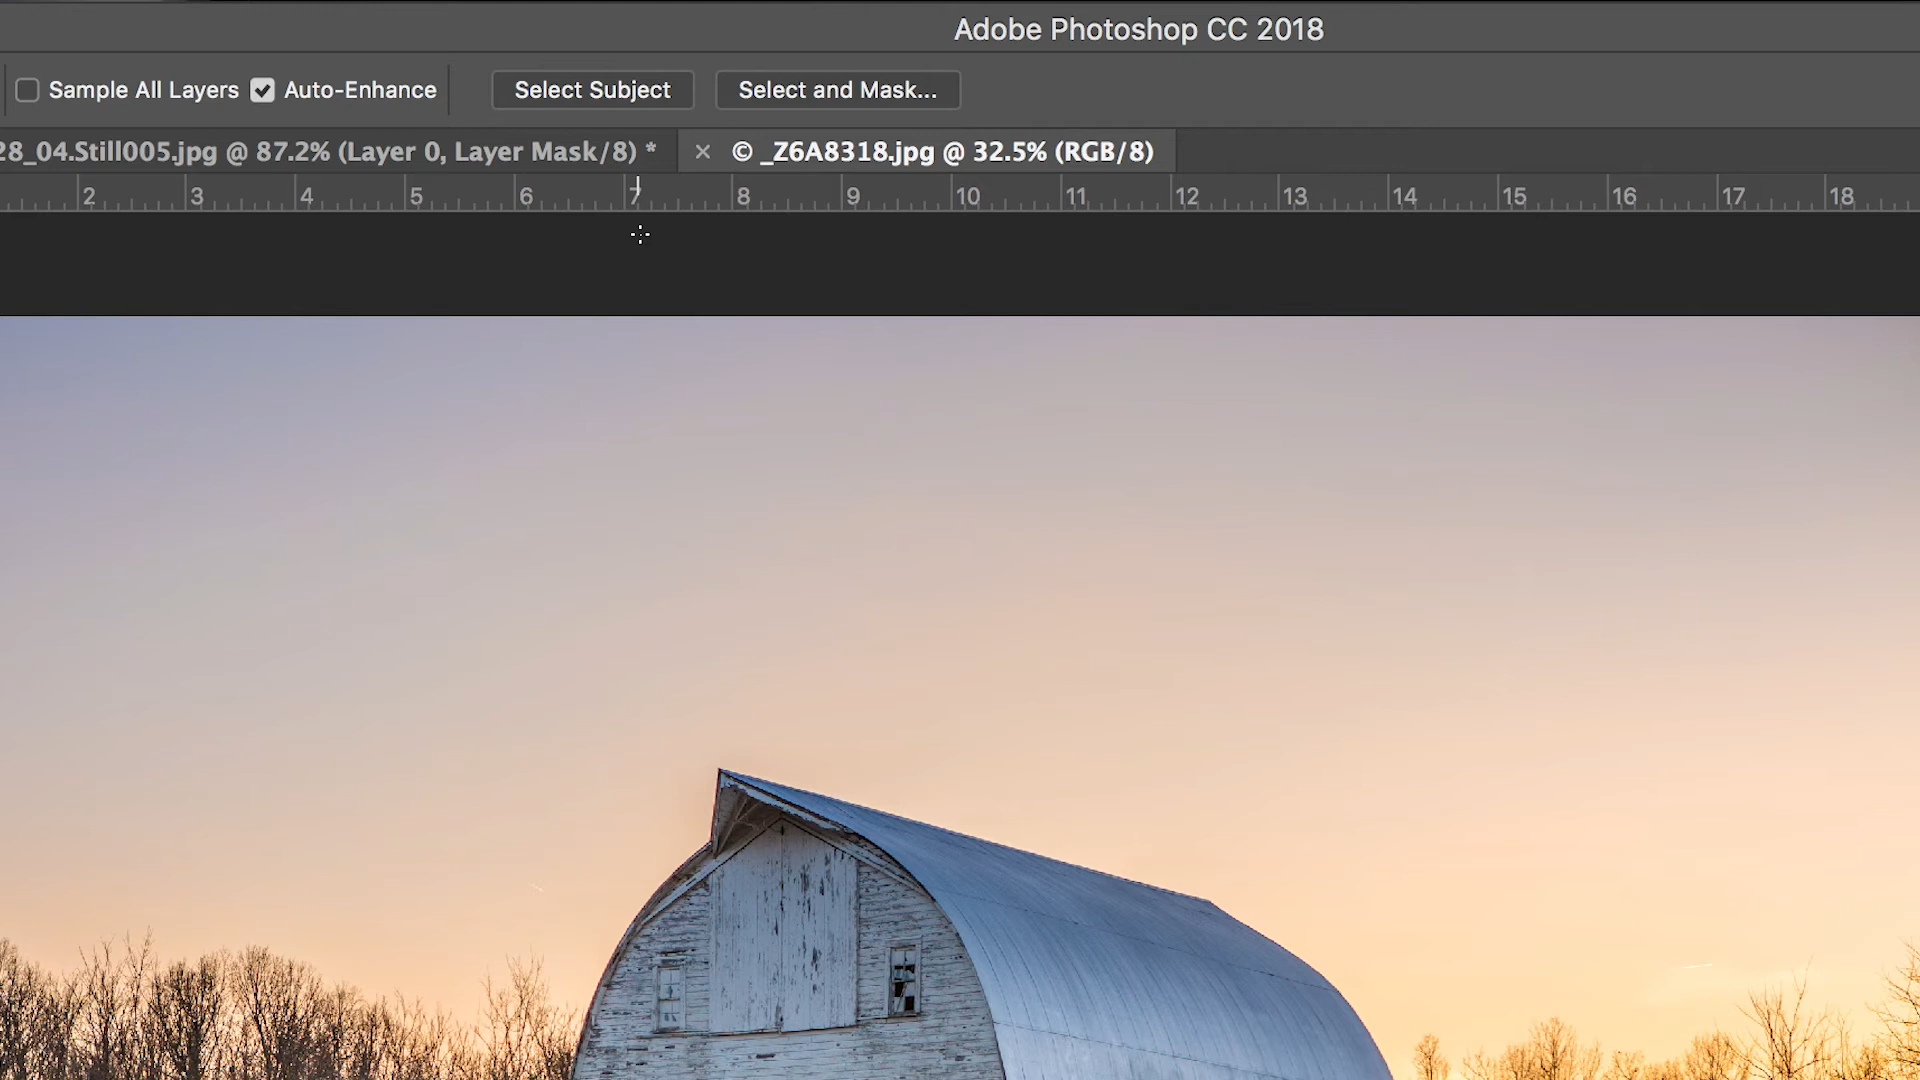 Adobe Photoshop CC 2018
Sample All Layers Auto-Enhance Select Subject Select and Mask...
28_04.Still005.jpg @ 87.2% (Layer 0, Layer Mask/8) * × © _Z6A8318.jpg @ 32.5% (RGB/8)
2 3 4 5 6 7 8 9 10 11 12 13 14 15 16 17 18